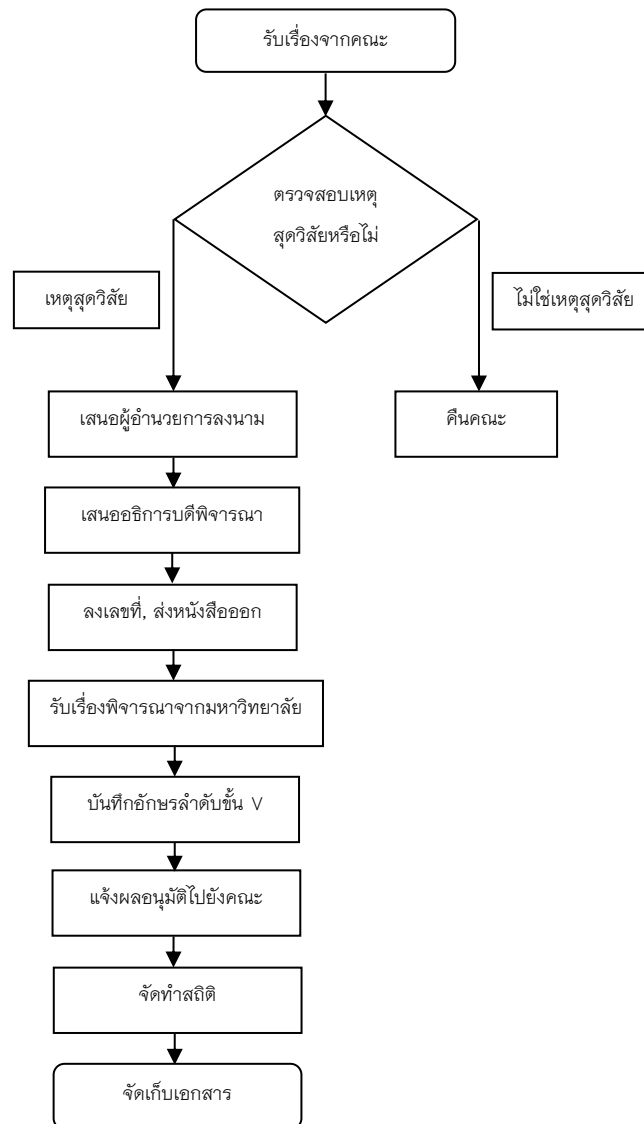 รับเรื่องจากคณะ
ตรวจสอบเหตุ
สุดวิสัยหรือไม่
เหตุสุดวิสัย
ไม่ใช่เหตุสุดวิสัย
เสนอผู้อำนวยการลงนาม
คืนคณะ
เสนออธิการบดีพิจารณา
ลงเลขที่, ส่งหนังสือออก
รับเรื่องพิจารณาจากมหาวิทยาลัย
บันทึกอักษรลำดับขั้น V
แจ้งผลอนุมัติไปยังคณะ
จัดทำสถิติ
จัดเก็บเอกสาร